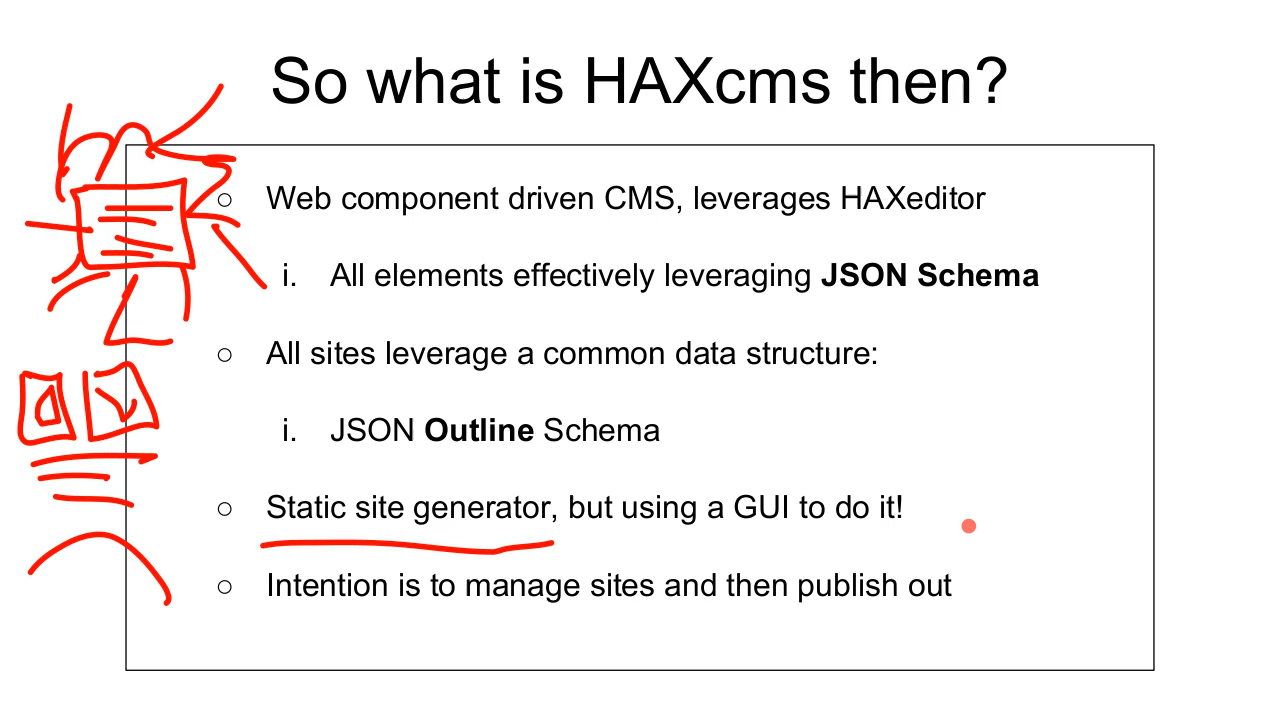 So what is HAXcms then?
○ Web component driven CMS, leverages HAXeditor
i. All elements effectively leveraging JSON Schema
○ All sites leverage a common data structure:
i. JSON Outline Schema
○ Static site generator, but using a GUI to do it!
○ Intention is to manage sites and then publish out